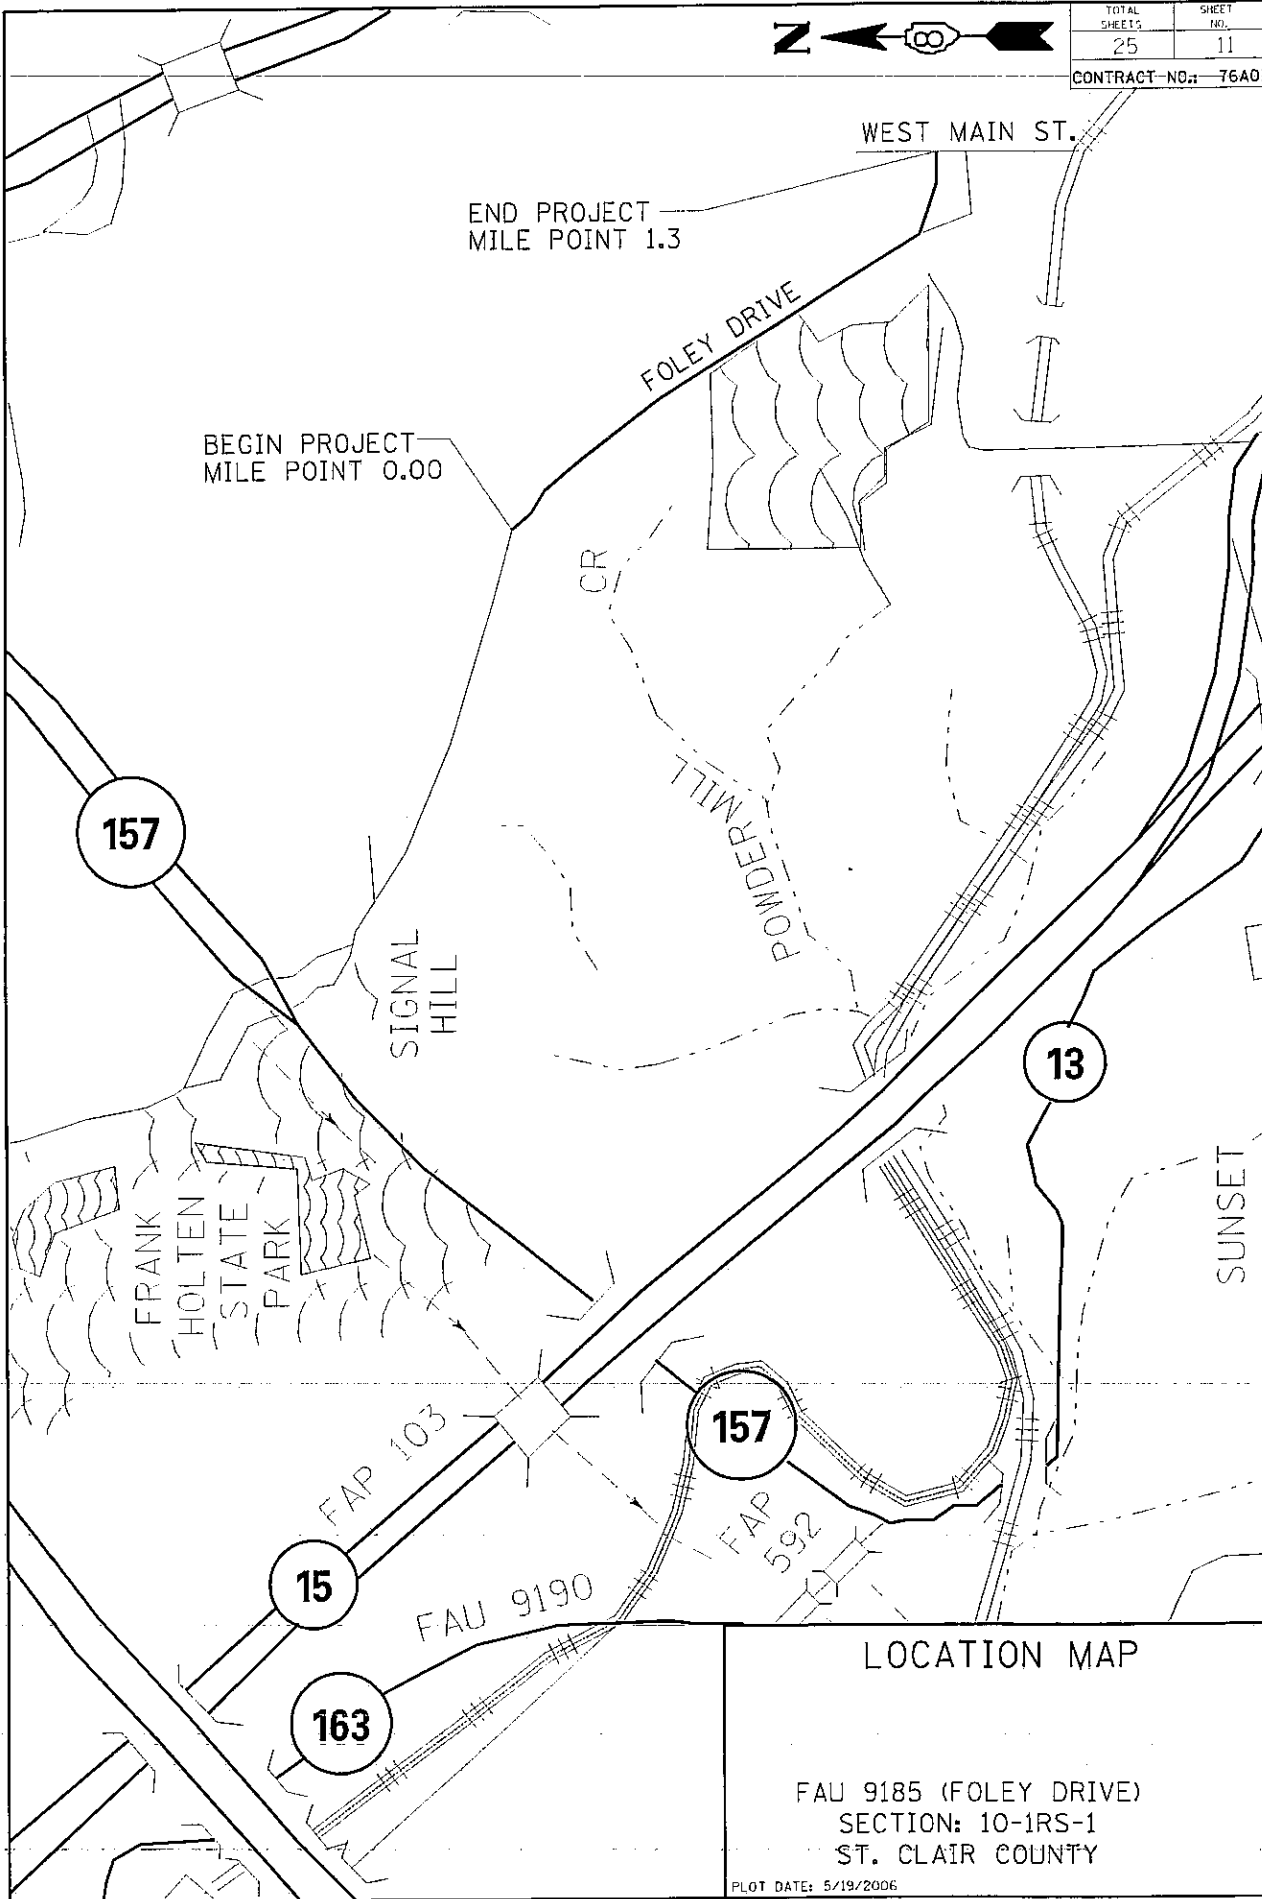 TOTAL SHEETS
SHEET NO.
25
11
CONTRACT NO.: 76A0
N
WEST MAIN ST.
END PROJECT
MILE POINT 1.3
FOLEY DRIVE
BEGIN PROJECT
MILE POINT 0.00
CR
POWDERMILL
157
SIGNAL
HILL
13
FRANK
HOLTEN
STATE
PARK
SUNSET
157
FAP 103
FAP
592
15
FAU 9190
163
LOCATION MAP
FAU 9185 (FOLEY DRIVE)
SECTION: 10-1RS-1
ST. CLAIR COUNTY
PLOT DATE: 5/19/2006